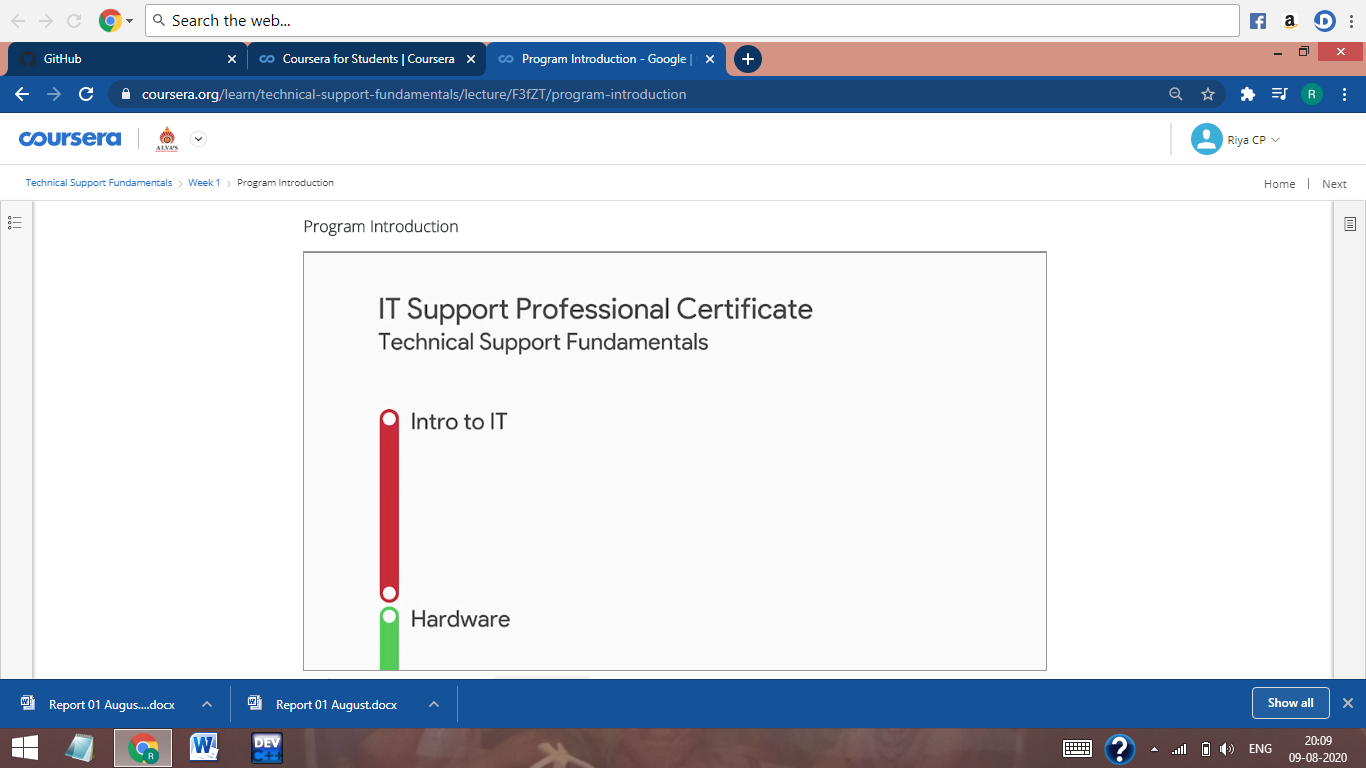 Search the web...
GitHub
Coursera for Students | Coursera
Program Introduction - Google |
coursera.org/learn/technical-support-fundamentals/lecture/F3fZT/program-introduction
R
coursera
ALVA'S
Riya CP
Technical Support Fundamentals > Week 1 > Program Introduction
Home | Next
Program Introduction
IT Support Professional Certificate
Technical Support Fundamentals
Intro to IT
Hardware
Report 01 Augus....docx
Report 01 August.docx
Show all
DEV
C++
ENG
20:09
09-08-2020